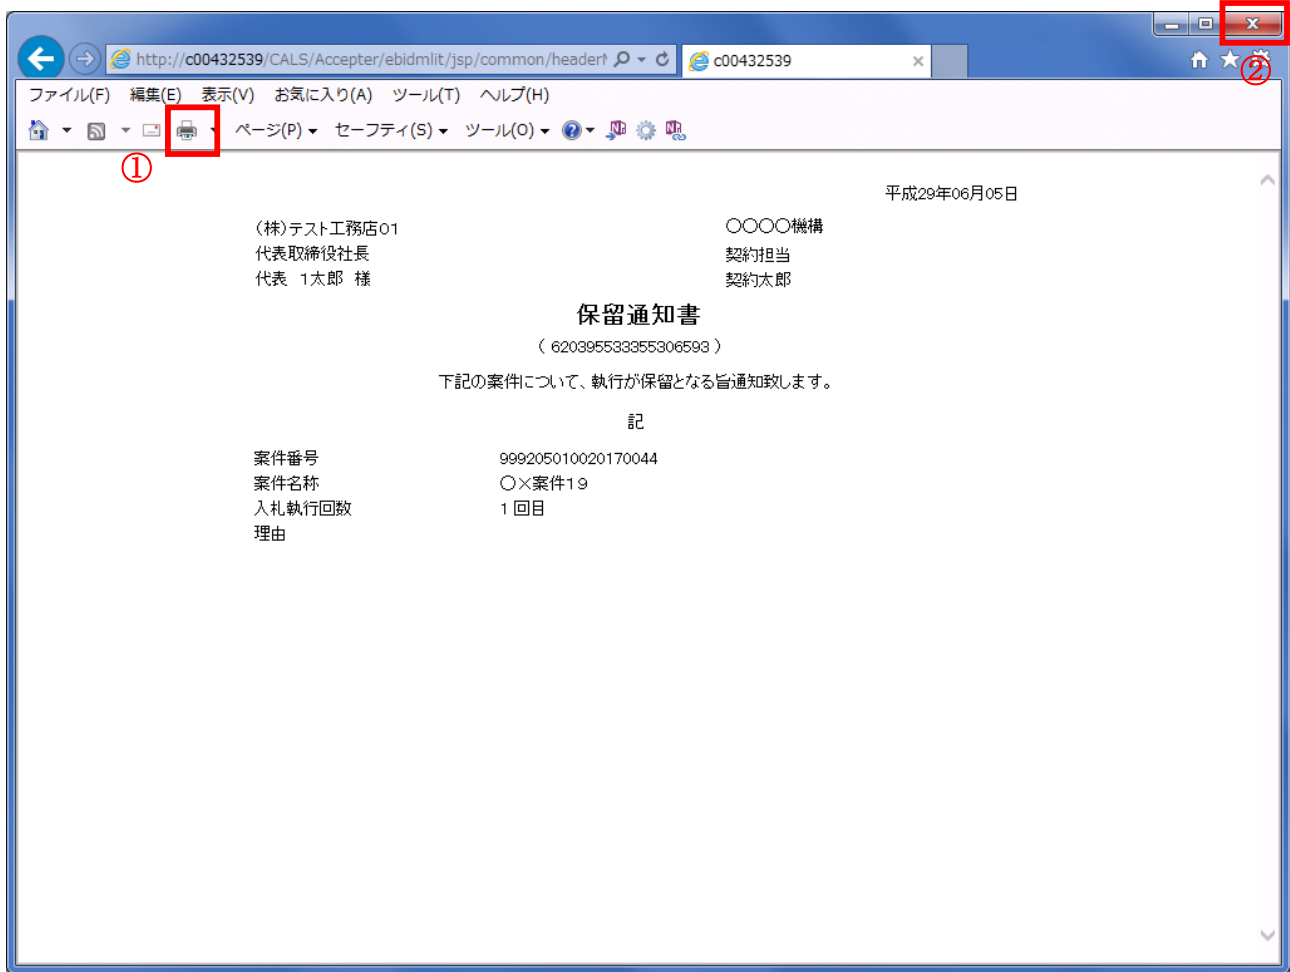 x
②
http://c00432539/CALS/Accepter/ebidmlit/jsp/common/header
c00432539
ファイル(F) 編集(E) 表示(V) お気に入り(A) ツール(T) ヘルプ(H)
ページ(P) セーフティ(S) ツール(O)
①
平成29年06月05日
(株)テスト工務店01 〇〇〇〇機構
代表取締役社長 契約担当
代表 1太郎 様 契約太郎
保留通知書
( 620395533355306593 )
下記の案件について、執行が保留となる旨通知致します。
記
案件番号 999205010020170044
案件名称 〇×案件19
入札執行回数 1回目
理由